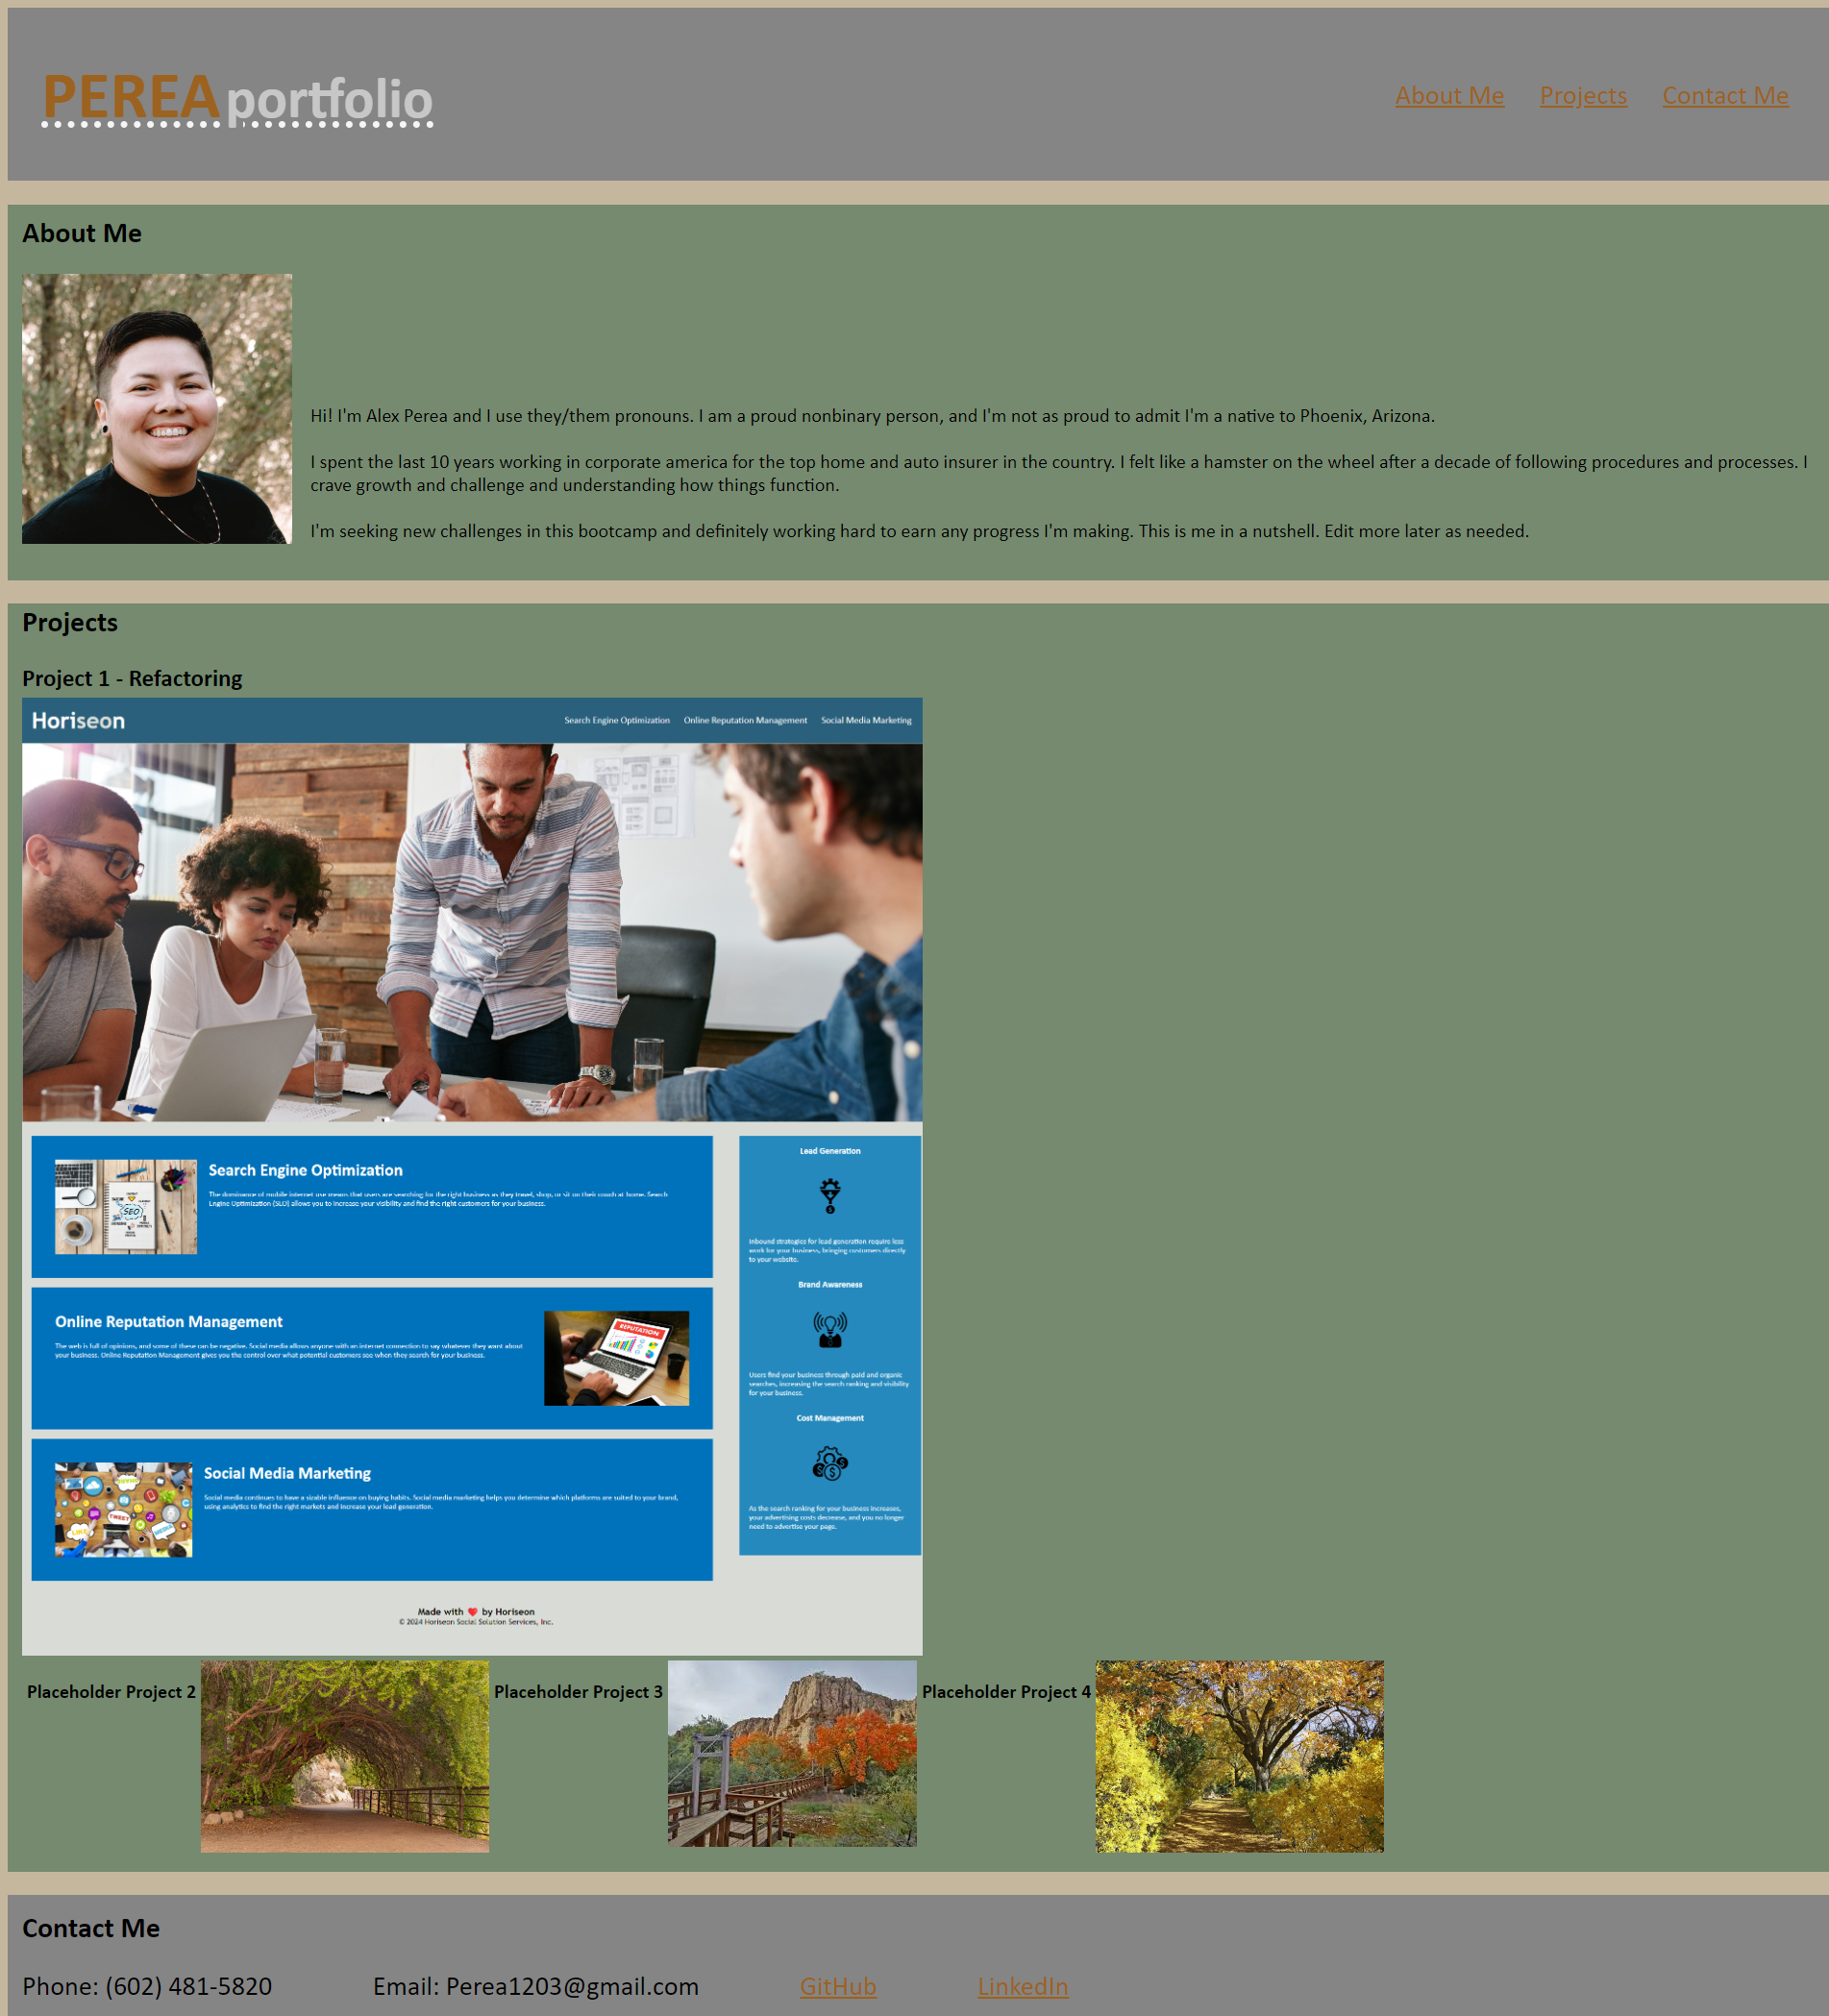 PEREA portfolio
About Me Projects Contact Me
About Me
Hi! I'm Alex Perea and I use they/them pronouns. I am a proud nonbinary person, and I'm not as proud to admit I'm a native to Phoenix, Arizona.
I spent the last 10 years working in corporate america for the top home and auto insurer in the country. I felt like a hamster on the wheel after a decade of following procedures and processes. I
crave growth and challenge and understanding how things function.
I'm seeking new challenges in this bootcamp and definitely working hard to earn any progress I'm making. This is me in a nutshell. Edit more later as needed.
Projects
Project 1 - Refactoring
Horiseon
Search Engine Optimization Online Reputation Management Social Media Marketing
Search Engine Optimization
The dominance of mobile internet use means that users are searching for the right business as they travel, shop, or sit on their couch at home. Search
Engine Optimization (SEO) allows you to increase your visibility and find the right customers for your business.
SEO
Online Reputation Management
The web is full of opinions, and some of these can be negative. Social media allows anyone with an internet connection to say whatever they want about
your business. Online Reputation Management gives you the control over what potential customers see when they search for your business.
REPUTATION
Social Media Marketing
Social media continues to have a sizable influence on buying habits. Social media marketing helps you determine which platforms are suited to your brand,
using analytics to find the right markets and increase your lead generation.
TWEET
LIKE
MEDIA
Lead Generation
Inbound strategies for lead generation require less
work for your business, bringing customers directly
to your website.
Brand Awareness
Users find your business through paid and organic
searches, increasing the search ranking and visibility
for your business.
Cost Management
As the search ranking for your business increases,
your advertising costs decrease, and you no longer
need to advertise your page.
Made with ❤️ by Horiseon
© 2024 Horiseon Social Solution Services, Inc.
Placeholder Project 2
Placeholder Project 3
Placeholder Project 4
Contact Me
Phone: (602) 481-5820 Email: Perea1203@gmail.com GitHub LinkedIn